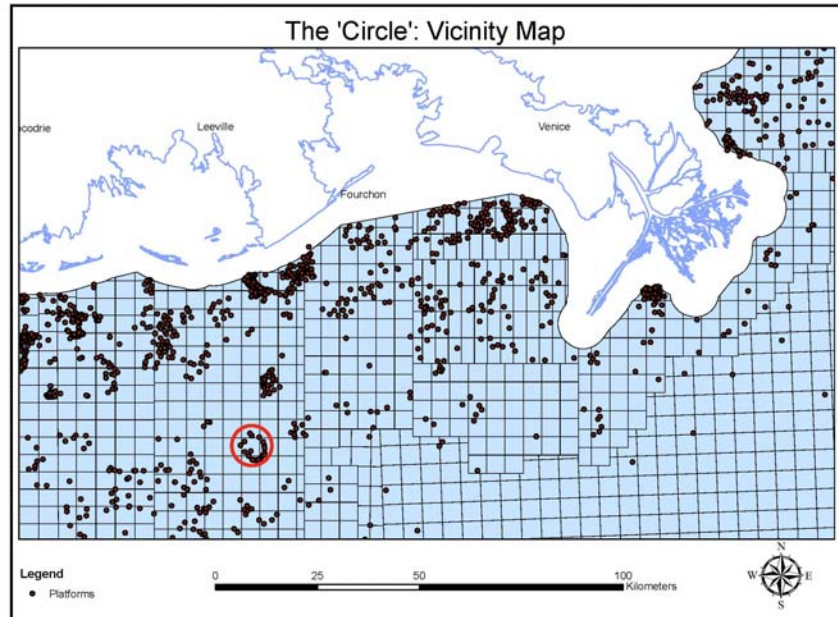 The 'Circle': Vicinity Map
ocodrie
Leeville
Venice
Fourchon
Legend
Platforms
0 25 50 100
Kilometers
N
W E
S